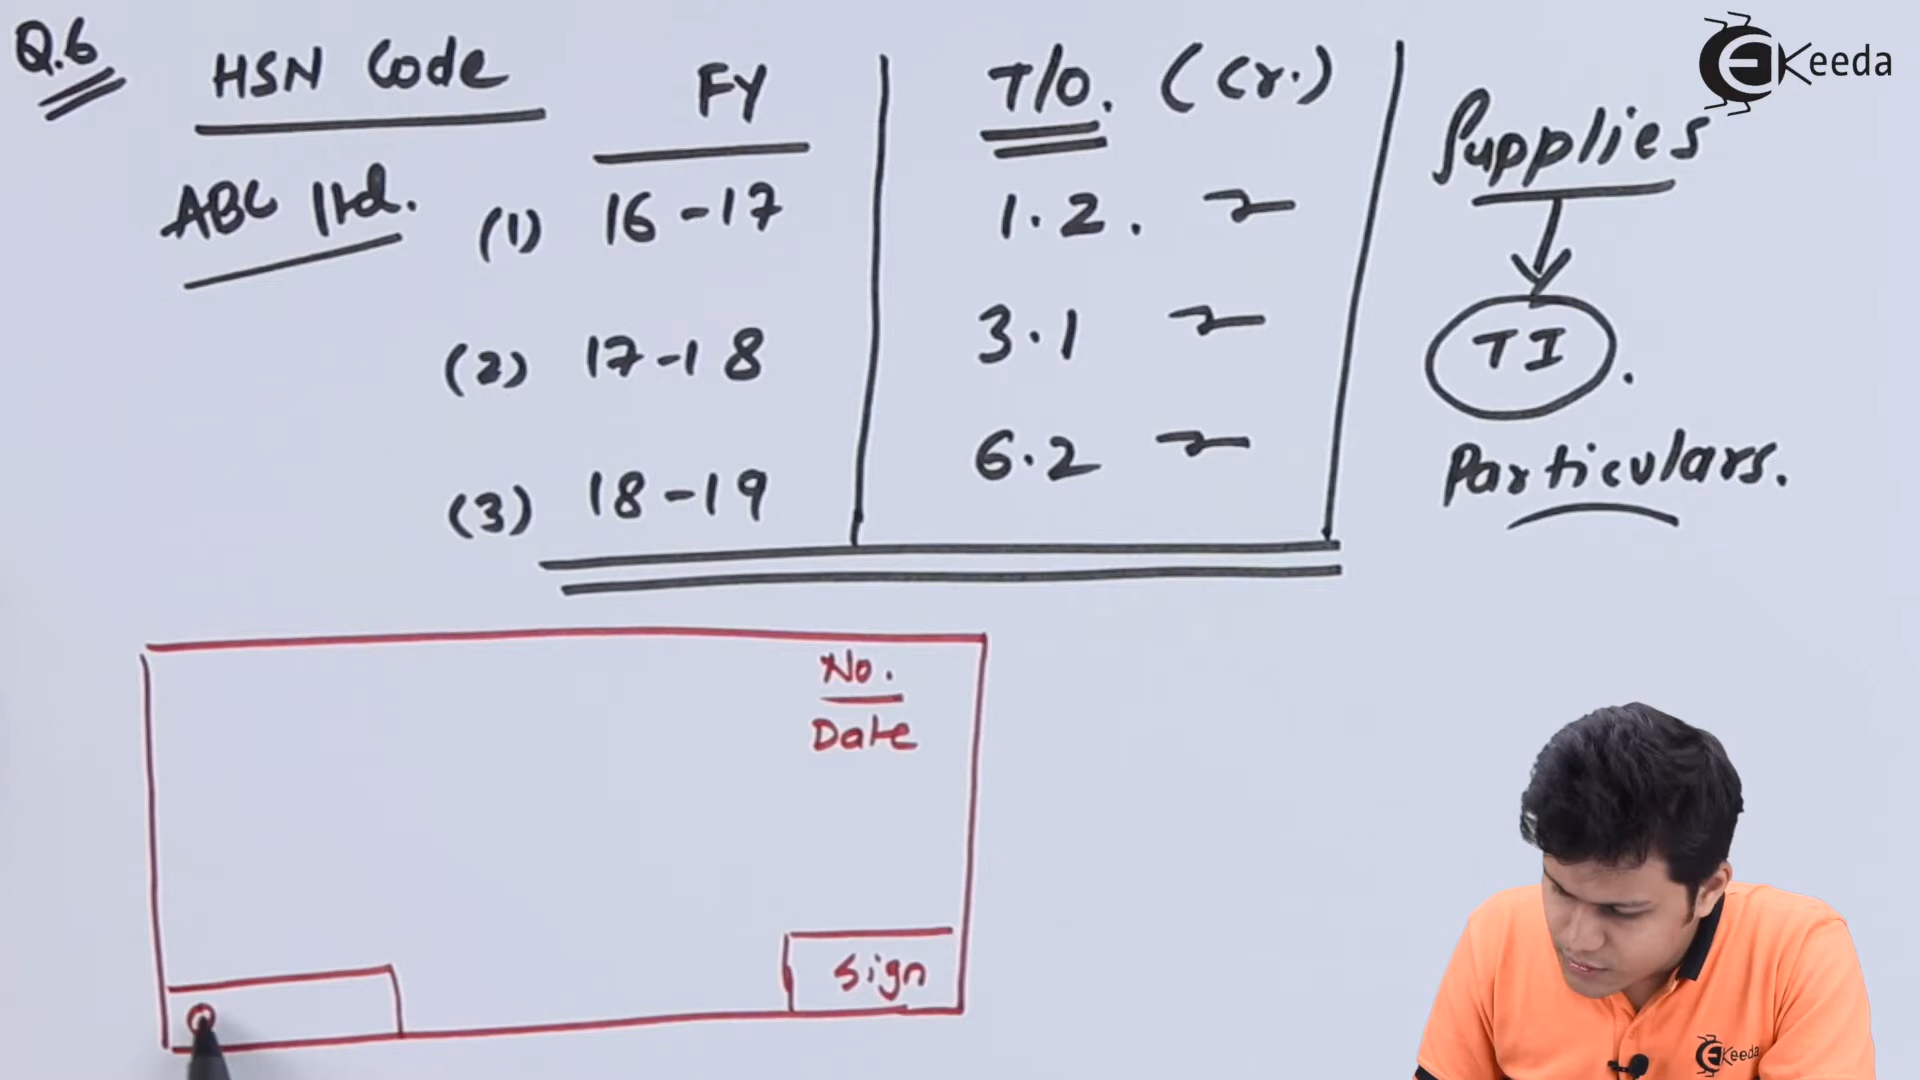 Q.6 HSN Code FY T/O. (Cr.)
Ekeeda
ABC ltd. (1) 16-17 1.2.
Supplies
(2) 17-18 3.1
TI.
(3) 18-19 6.2
Particulars.
No.
Date
Sign
Ekeeda